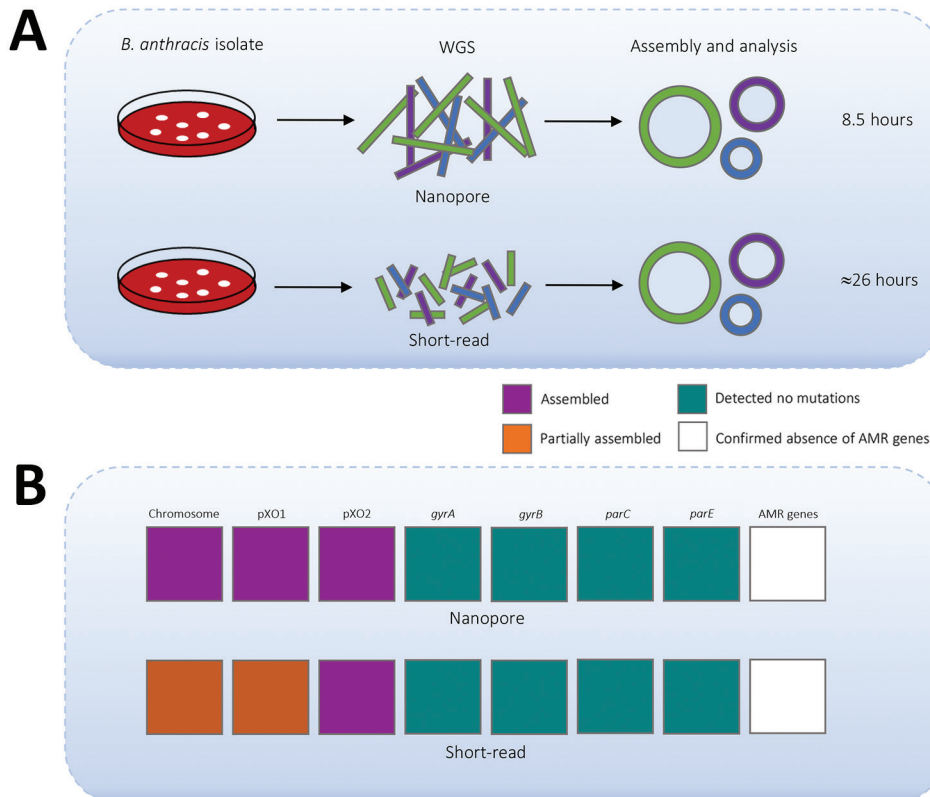 A
B. anthracis isolate
WGS
Assembly and analysis
8.5 hours
Nanopore
≈26 hours
Short-read
Assembled
Detected no mutations
Partially assembled
Confirmed absence of AMR genes
B
Chromosome
pXO1
pXO2
gyrA
gyrB
parC
parE
AMR genes
Nanopore
Short-read